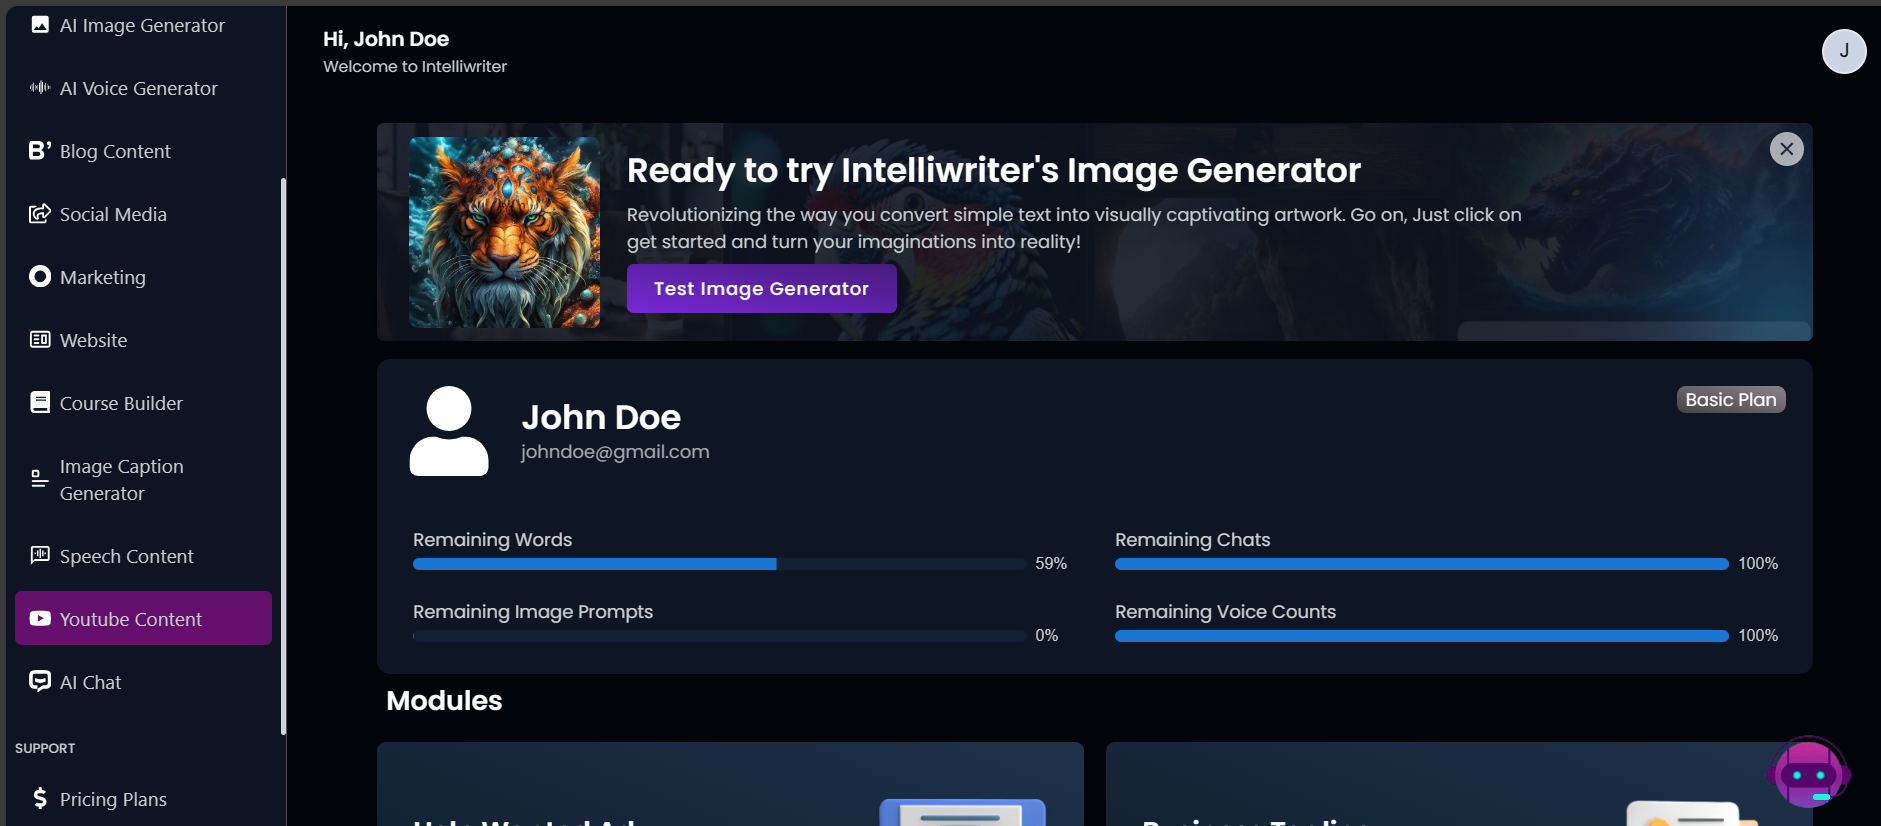 AI Image Generator
AI Voice Generator
Blog Content
Social Media
Marketing
Website
Course Builder
Image Caption
Generator
Speech Content
Youtube Content
AI Chat
SUPPORT
Pricing Plans
Hi, John Doe
Welcome to Intelliwriter
J
Ready to try Intelliwriter's Image Generator
Revolutionizing the way you convert simple text into visually captivating artwork. Go on, Just click on
get started and turn your imaginations into reality!
Test Image Generator
John Doe
johndoe@gmail.com
Basic Plan
Remaining Words
59%
Remaining Chats
100%
Remaining Image Prompts
0%
Remaining Voice Counts
100%
Modules